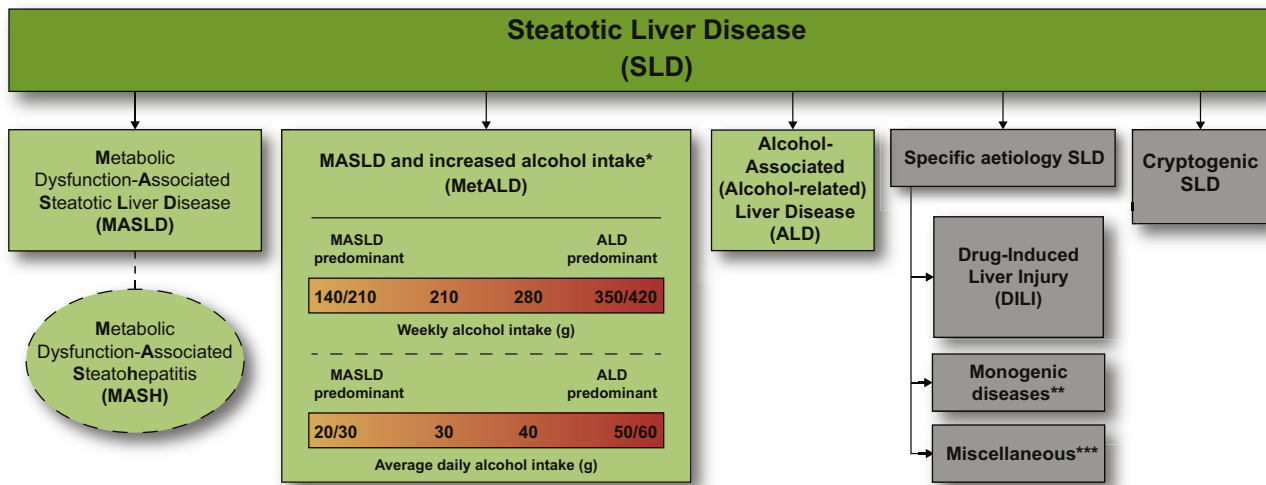 Steatotic Liver Disease
(SLD)
Metabolic
Dysfunction-Associated
Steatotic Liver Disease
(MASLD)
Metabolic
Dysfunction-Associated
Steatohepatitis
(MASH)
MASLD and increased alcohol intake*
(MetALD)
MASLD predominant
ALD predominant
140/210 210 280 350/420
Weekly alcohol intake (g)
MASLD predominant
ALD predominant
20/30 30 40 50/60
Average daily alcohol intake (g)
Alcohol-
Associated
(Alcohol-related)
Liver Disease
(ALD)
Specific aetiology SLD
Drug-Induced
Liver Injury
(DILI)
Monogenic
diseases**
Miscellaneous***
Cryptogenic
SLD